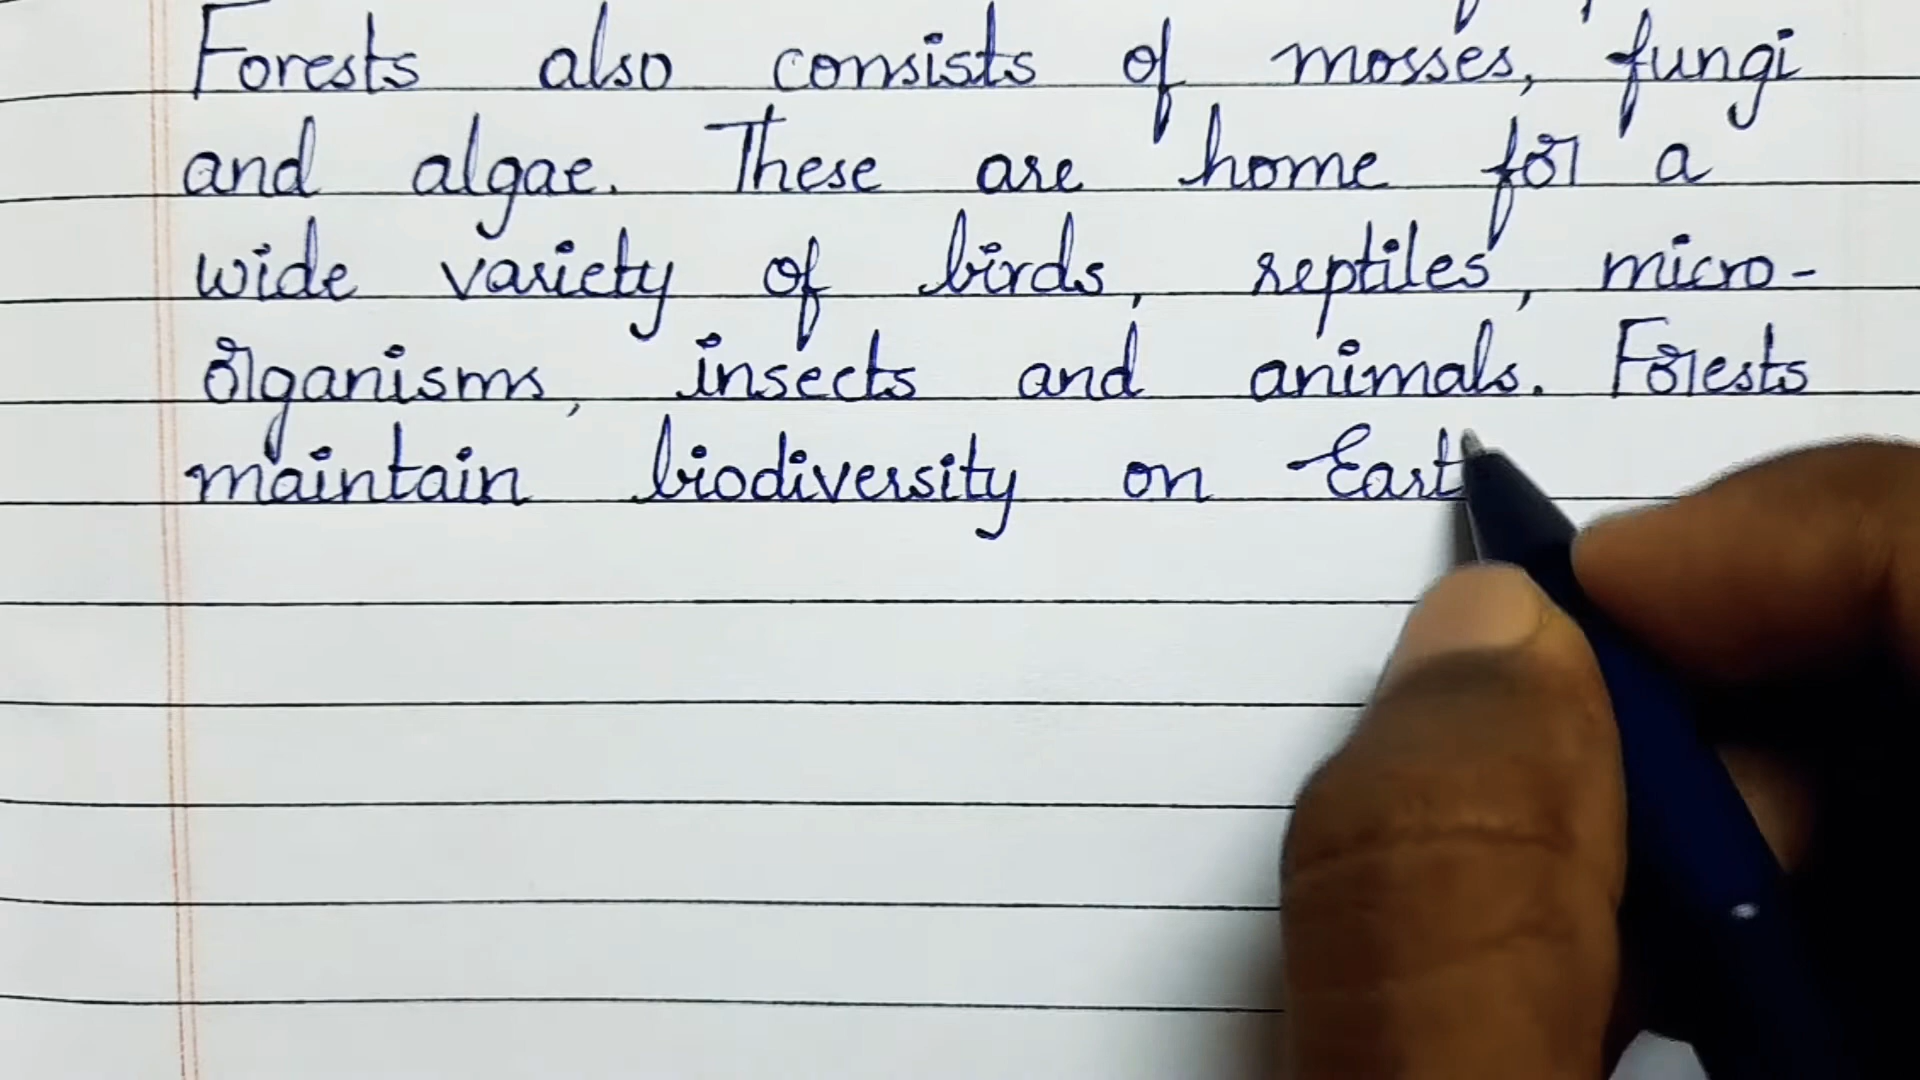 Forests also consists of mosses, fungi
and algae. These are home for a
wide variety of birds, reptiles, micro-
organisms, insects and animals. Forests
maintain biodiversity on Eart